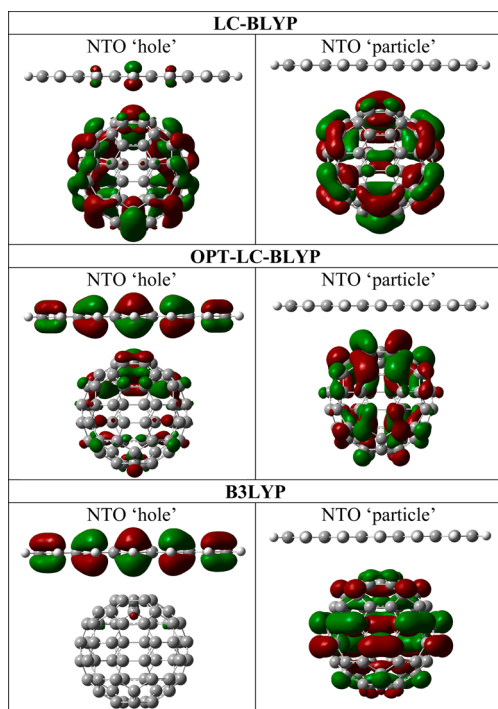 LC-BLYP
NTO ‘hole’
NTO ‘particle’
OPT-LC-BLYP
NTO ‘hole’
NTO ‘particle’
B3LYP
NTO ‘hole’
NTO ‘particle’